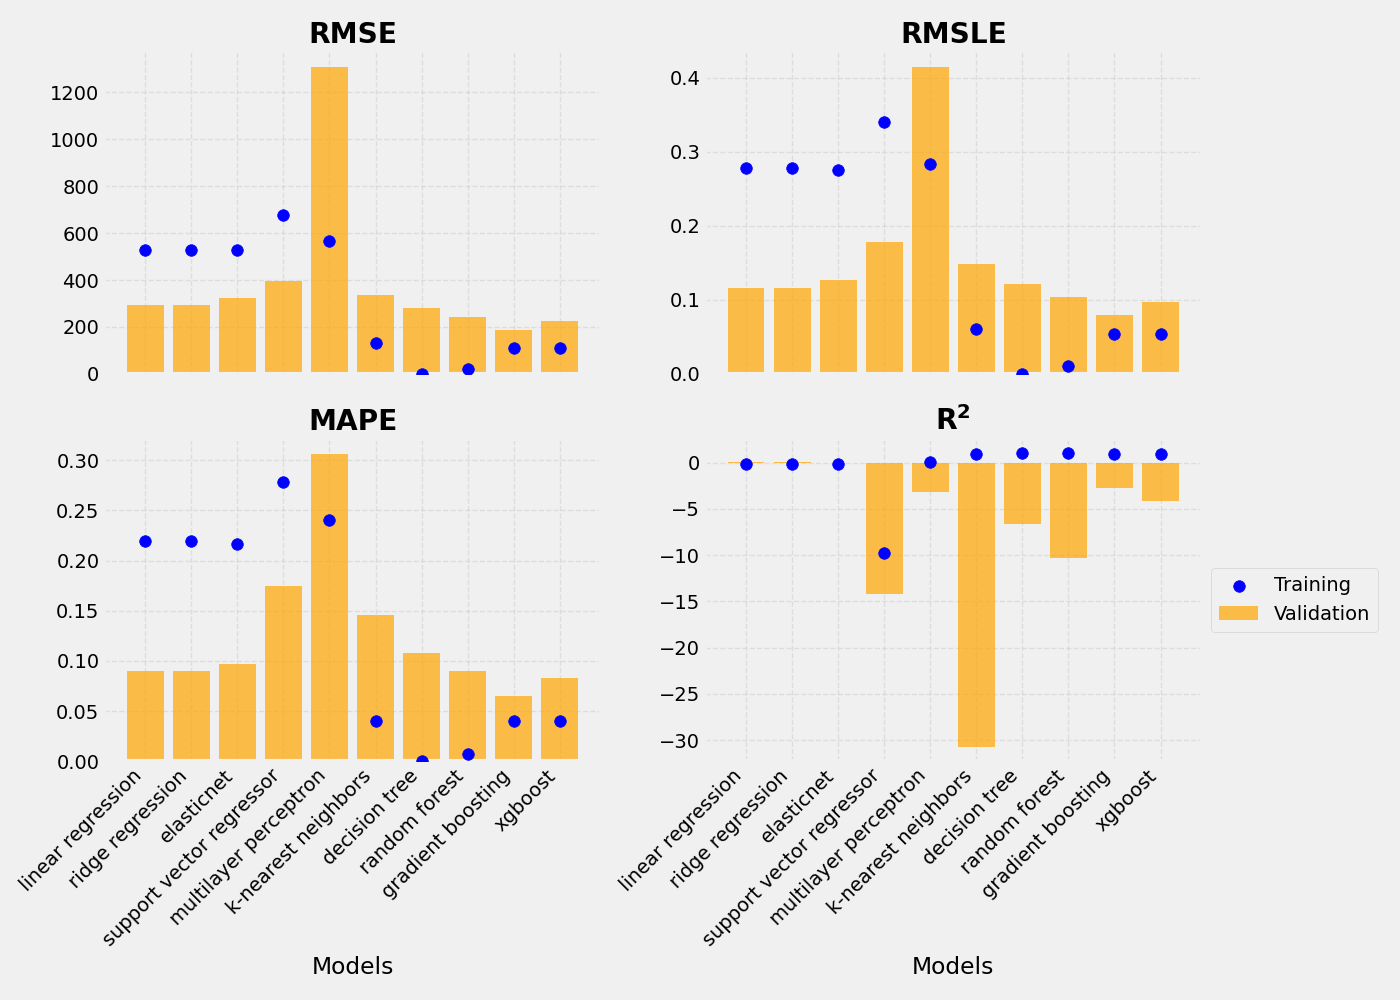 RMSE
1200
1000
800
600
400
200
0
RMSLE
0.4
0.3
0.2
0.1
0.0
MAPE
0.30
0.25
0.20
0.15
0.10
0.05
0.00
linear regression
ridge regression
elasticnet
support vector regressor
multilayer perceptron
k-nearest neighbors
decision tree
random forest
gradient boosting
xgboost
Models
R²
0
−5
−10
−15
−20
−25
−30
linear regression
ridge regression
elasticnet
support vector regressor
multilayer perceptron
k-nearest neighbors
decision tree
random forest
gradient boosting
xgboost
Models
Training
Validation